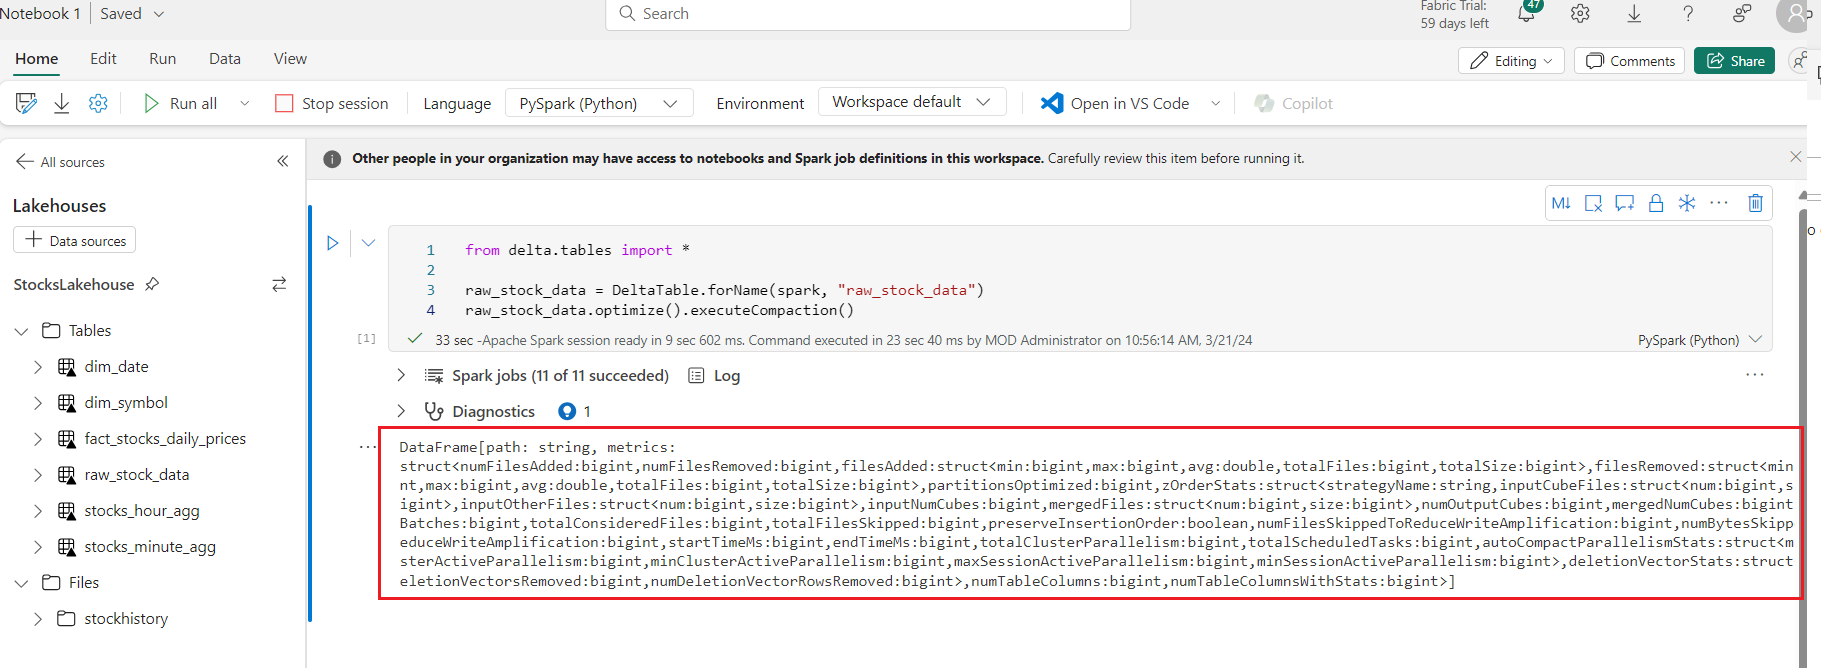 Notebook 1 Saved
Search
Fabric Trial:
59 days left
47
Home Edit Run Data View
Editing Comments Share
Run all Stop session Language PySpark (Python) Environment Workspace default Open in VS Code Copilot
All sources
Other people in your organization may have access to notebooks and Spark job definitions in this workspace. Carefully review this item before running it.
Lakehouses
Data sources
StocksLakehouse
Tables
dim_date
dim_symbol
fact_stocks_daily_prices
raw_stock_data
stocks_hour_agg
stocks_minute_agg
Files
stockhistory
M↓
1 from delta.tables import *
2
3 raw_stock_data = DeltaTable.forName(spark, "raw_stock_data")
4 raw_stock_data.optimize().executeCompaction()
[1] 33 sec -Apache Spark session ready in 9 sec 602 ms. Command executed in 23 sec 40 ms by MOD Administrator on 10:56:14 AM, 3/21/24 PySpark (Python)
Spark jobs (11 of 11 succeeded) Log
Diagnostics 1
DataFrame[path: string, metrics:
struct<numFilesAdded:bigint,numFilesRemoved:bigint,filesAdded:struct<min:bigint,max:bigint,avg:double,totalFiles:bigint,totalSize:bigint>,filesRemoved:struct<min
nt,max:bigint,avg:double,totalFiles:bigint,totalSize:bigint>,partitionsOptimized:bigint,zOrderStats:struct<strategyName:string,inputCubeFiles:struct<num:bigint,s
igint>,inputOtherFiles:struct<num:bigint,size:bigint>,inputNumCubes:bigint,mergedFiles:struct<num:bigint,size:bigint>,numOutputCubes:bigint,mergedNumCubes:bigint
Batches:bigint,totalConsideredFiles:bigint,totalFilesSkipped:bigint,preserveInsertionOrder:boolean,numFilesSkippedToReduceWriteAmplification:bigint,numBytesSkipp
educeWriteAmplification:bigint,startTimeMs:bigint,endTimeMs:bigint,totalClusterParallelism:bigint,totalScheduledTasks:bigint,autoCompactParallelismStats:struct<m
sterActiveParallelism:bigint,minClusterActiveParallelism:bigint,maxSessionActiveParallelism:bigint,minSessionActiveParallelism:bigint>,deletionVectorStats:struct
eletionVectorsRemoved:bigint,numDeletionVectorRowsRemoved:bigint>,numTableColumns:bigint,numTableColumnsWithStats:bigint>]